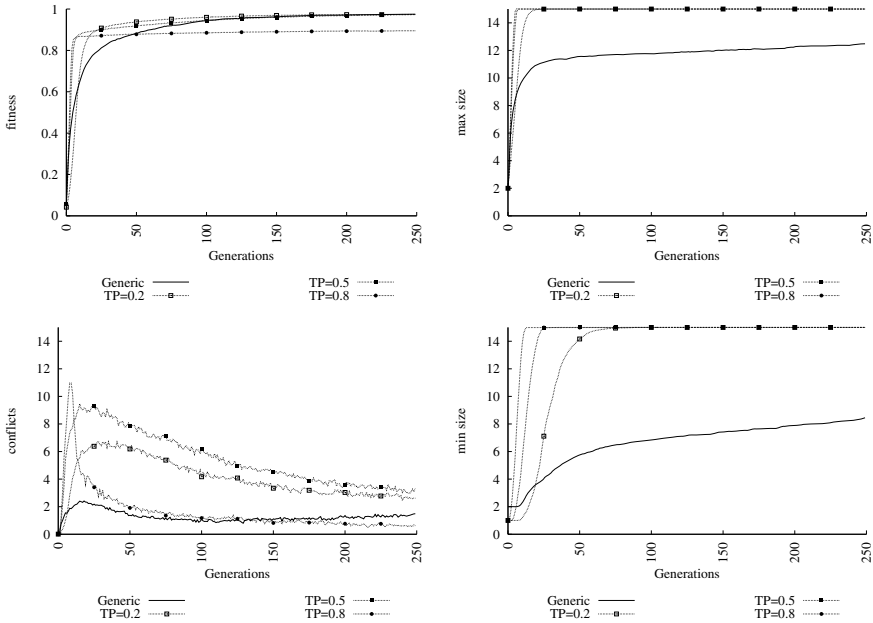 1
0.8
0.6
0.4
0.2
0
fitness
0
50
100
150
200
250
Generations
Generic
TP=0.2
TP=0.5
TP=0.8
14
12
10
8
6
4
2
0
max size
0
50
100
150
200
250
Generations
Generic
TP=0.2
TP=0.5
TP=0.8
14
12
10
8
6
4
2
0
conflicts
0
50
100
150
200
250
Generations
Generic
TP=0.2
TP=0.5
TP=0.8
14
12
10
8
6
4
2
0
min size
0
50
100
150
200
250
Generations
Generic
TP=0.2
TP=0.5
TP=0.8